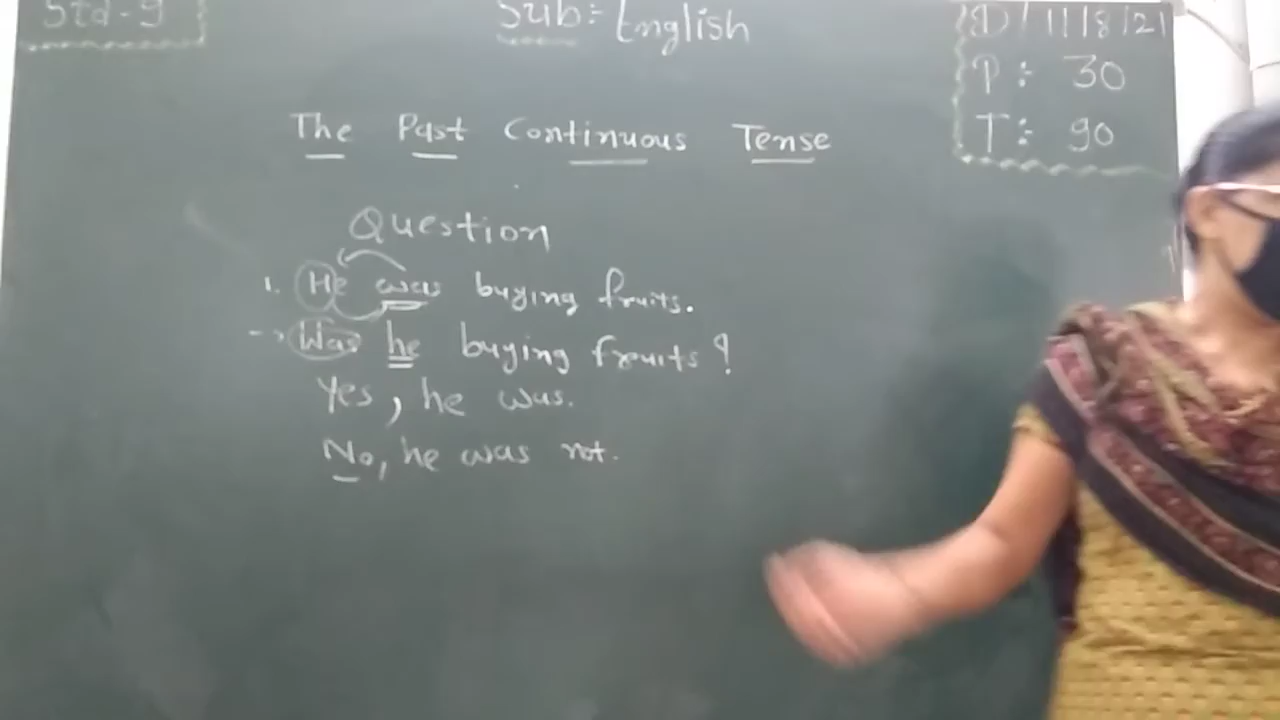 Std-9
Sub:- English
D / 11/8/21
P : 30
T : 90
The Past Continuous Tense
Question
1. He was buying fruits.
--> Was he buying fruits?
Yes, he was.
No, he was not.